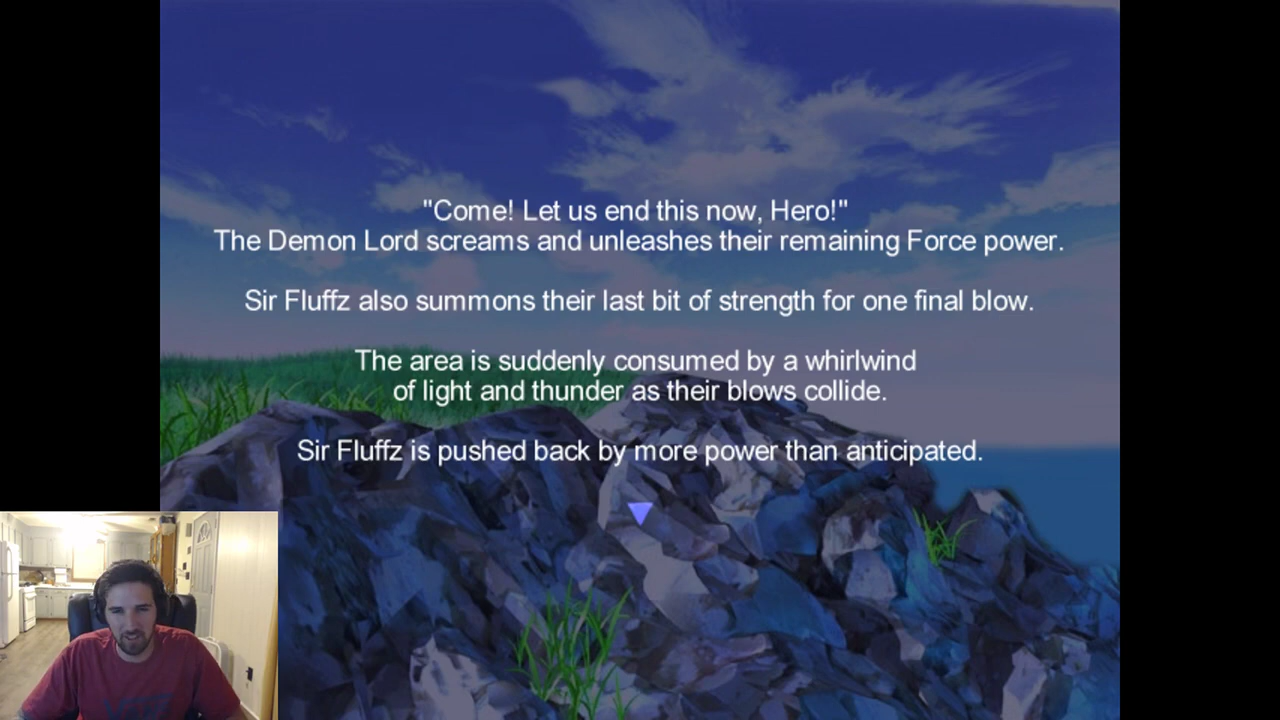 "Come! Let us end this now, Hero!"
The Demon Lord screams and unleashes their remaining Force power.
Sir Fluffz also summons their last bit of strength for one final blow.
The area is suddenly consumed by a whirlwind
of light and thunder as their blows collide.
Sir Fluffz is pushed back by more power than anticipated.